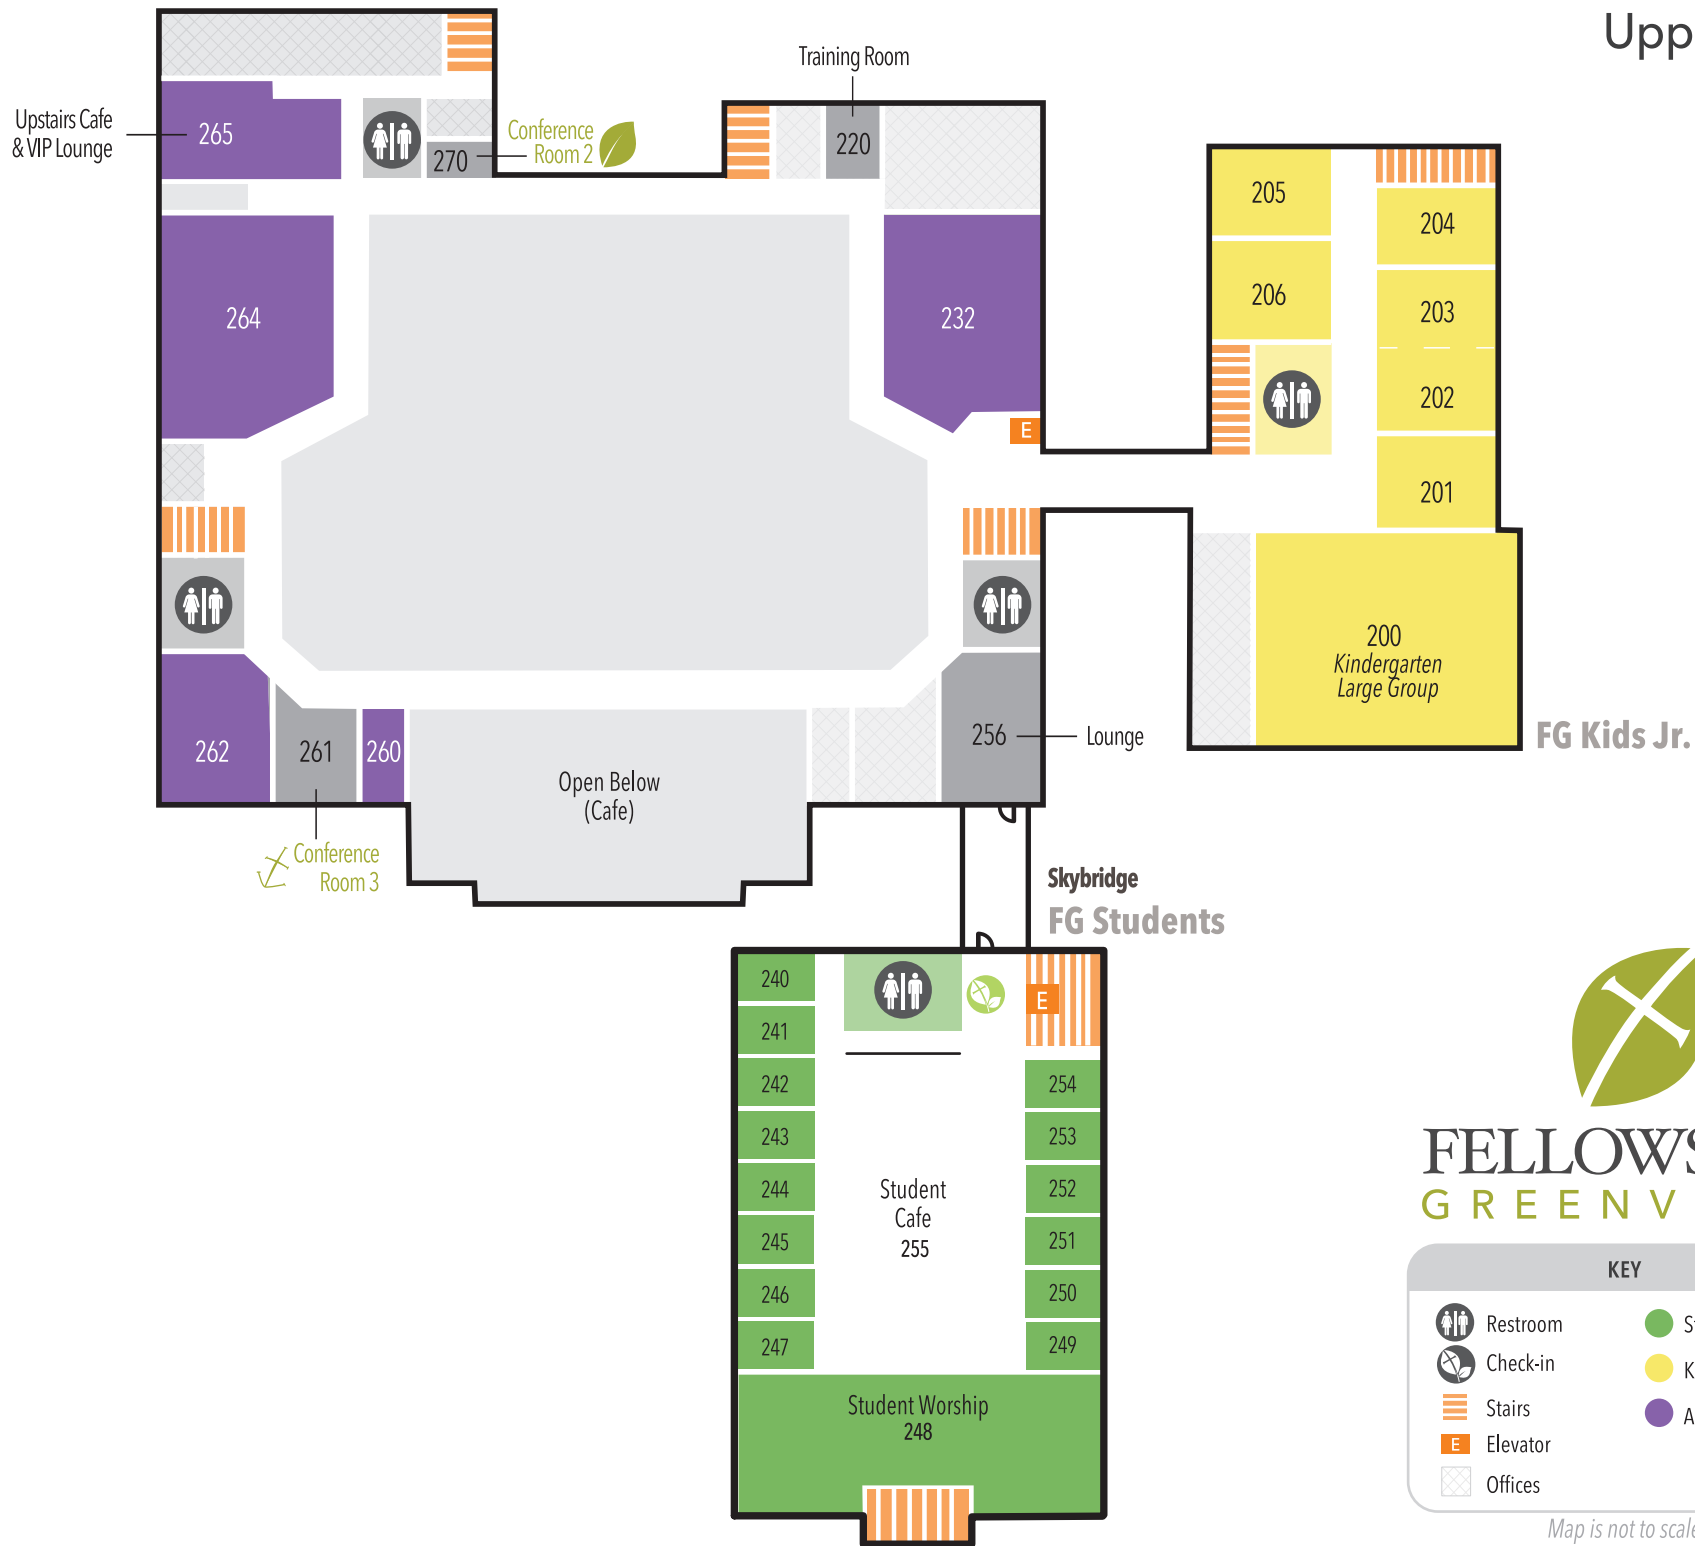 Upp
Training Room
Upstairs Cafe
& VIP Lounge
265
Conference
Room 2
270
220
205
204
206
203
264
232
202
E
201
200
Kindergarten
Large Group
FG Kids Jr.
262
261
260
256
Lounge
Open Below
(Cafe)
Conference
Room 3
Skybridge
FG Students
240
E
241
242
254
243
253
244
252
Student
Cafe
255
245
251
246
250
247
249
Student Worship
248
FELLOWS
GREENV
KEY
Restroom
Check-in
Stairs
E
Elevator
Offices
S
K
A
Map is not to scale